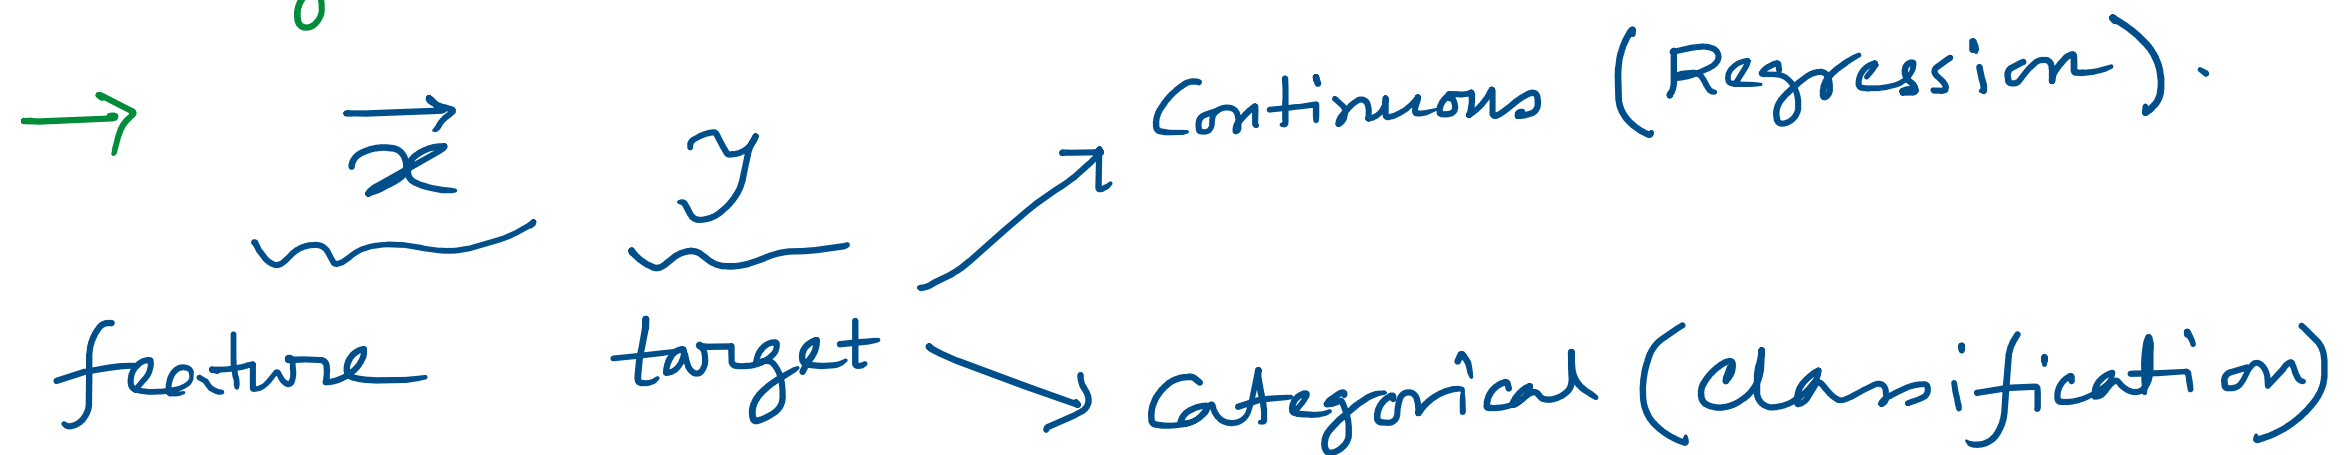 → x⃗ y Continuous (Regression).
feature target Categorical (Classification)